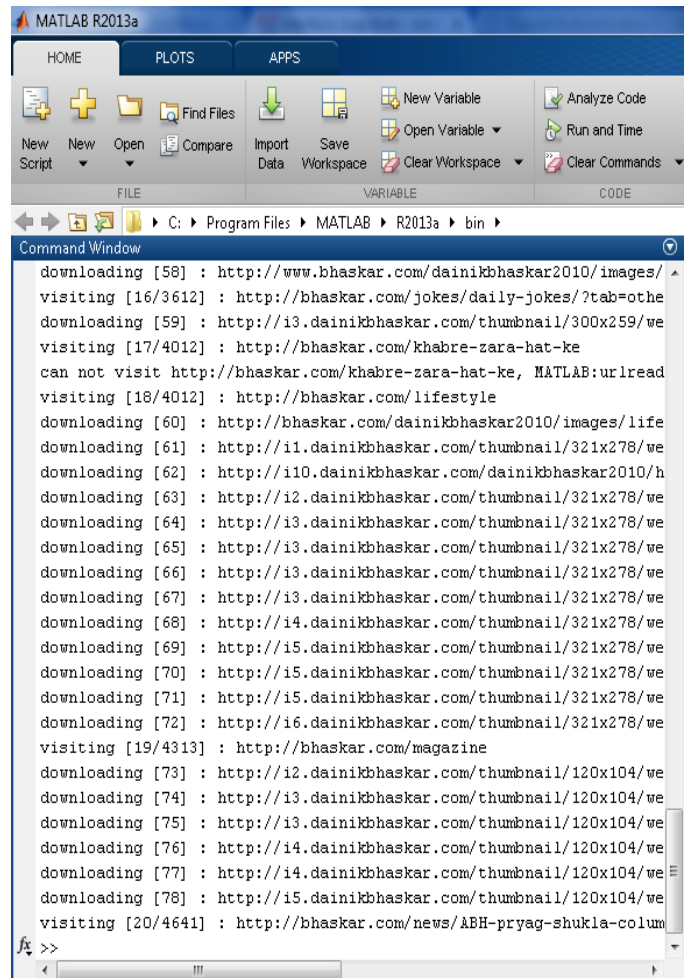 MATLAB R2013a
HOME PLOTS APPS
New Script
New
Open
Find Files
Compare
Import Data
Save Workspace
New Variable
Open Variable
Clear Workspace
Analyze Code
Run and Time
Clear Commands
FILE VARIABLE CODE
C: Program Files MATLAB R2013a bin
Command Window
downloading [58] : http://www.bhaskar.com/dainikbhaskar2010/images/
visiting [16/3612] : http://bhaskar.com/jokes/daily-jokes/?tab=othe
downloading [59] : http://i3.dainikbhaskar.com/thumbnail/300x259/we
visiting [17/4012] : http://bhaskar.com/khabre-zara-hat-ke
can not visit http://bhaskar.com/khabre-zara-hat-ke, MATLAB:urlread
visiting [18/4012] : http://bhaskar.com/lifestyle
downloading [60] : http://bhaskar.com/dainikbhaskar2010/images/life
downloading [61] : http://i1.dainikbhaskar.com/thumbnail/321x278/we
downloading [62] : http://i10.dainikbhaskar.com/dainikbhaskar2010/h
downloading [63] : http://i2.dainikbhaskar.com/thumbnail/321x278/we
downloading [64] : http://i3.dainikbhaskar.com/thumbnail/321x278/we
downloading [65] : http://i3.dainikbhaskar.com/thumbnail/321x278/we
downloading [66] : http://i3.dainikbhaskar.com/thumbnail/321x278/we
downloading [67] : http://i3.dainikbhaskar.com/thumbnail/321x278/we
downloading [68] : http://i4.dainikbhaskar.com/thumbnail/321x278/we
downloading [69] : http://i5.dainikbhaskar.com/thumbnail/321x278/we
downloading [70] : http://i5.dainikbhaskar.com/thumbnail/321x278/we
downloading [71] : http://i5.dainikbhaskar.com/thumbnail/321x278/we
downloading [72] : http://i6.dainikbhaskar.com/thumbnail/321x278/we
visiting [19/4313] : http://bhaskar.com/magazine
downloading [73] : http://i2.dainikbhaskar.com/thumbnail/120x104/we
downloading [74] : http://i3.dainikbhaskar.com/thumbnail/120x104/we
downloading [75] : http://i3.dainikbhaskar.com/thumbnail/120x104/we
downloading [76] : http://i4.dainikbhaskar.com/thumbnail/120x104/we
downloading [77] : http://i4.dainikbhaskar.com/thumbnail/120x104/we
downloading [78] : http://i5.dainikbhaskar.com/thumbnail/120x104/we
visiting [20/4641] : http://bhaskar.com/news/ABH-pryag-shukla-colum
fx >>